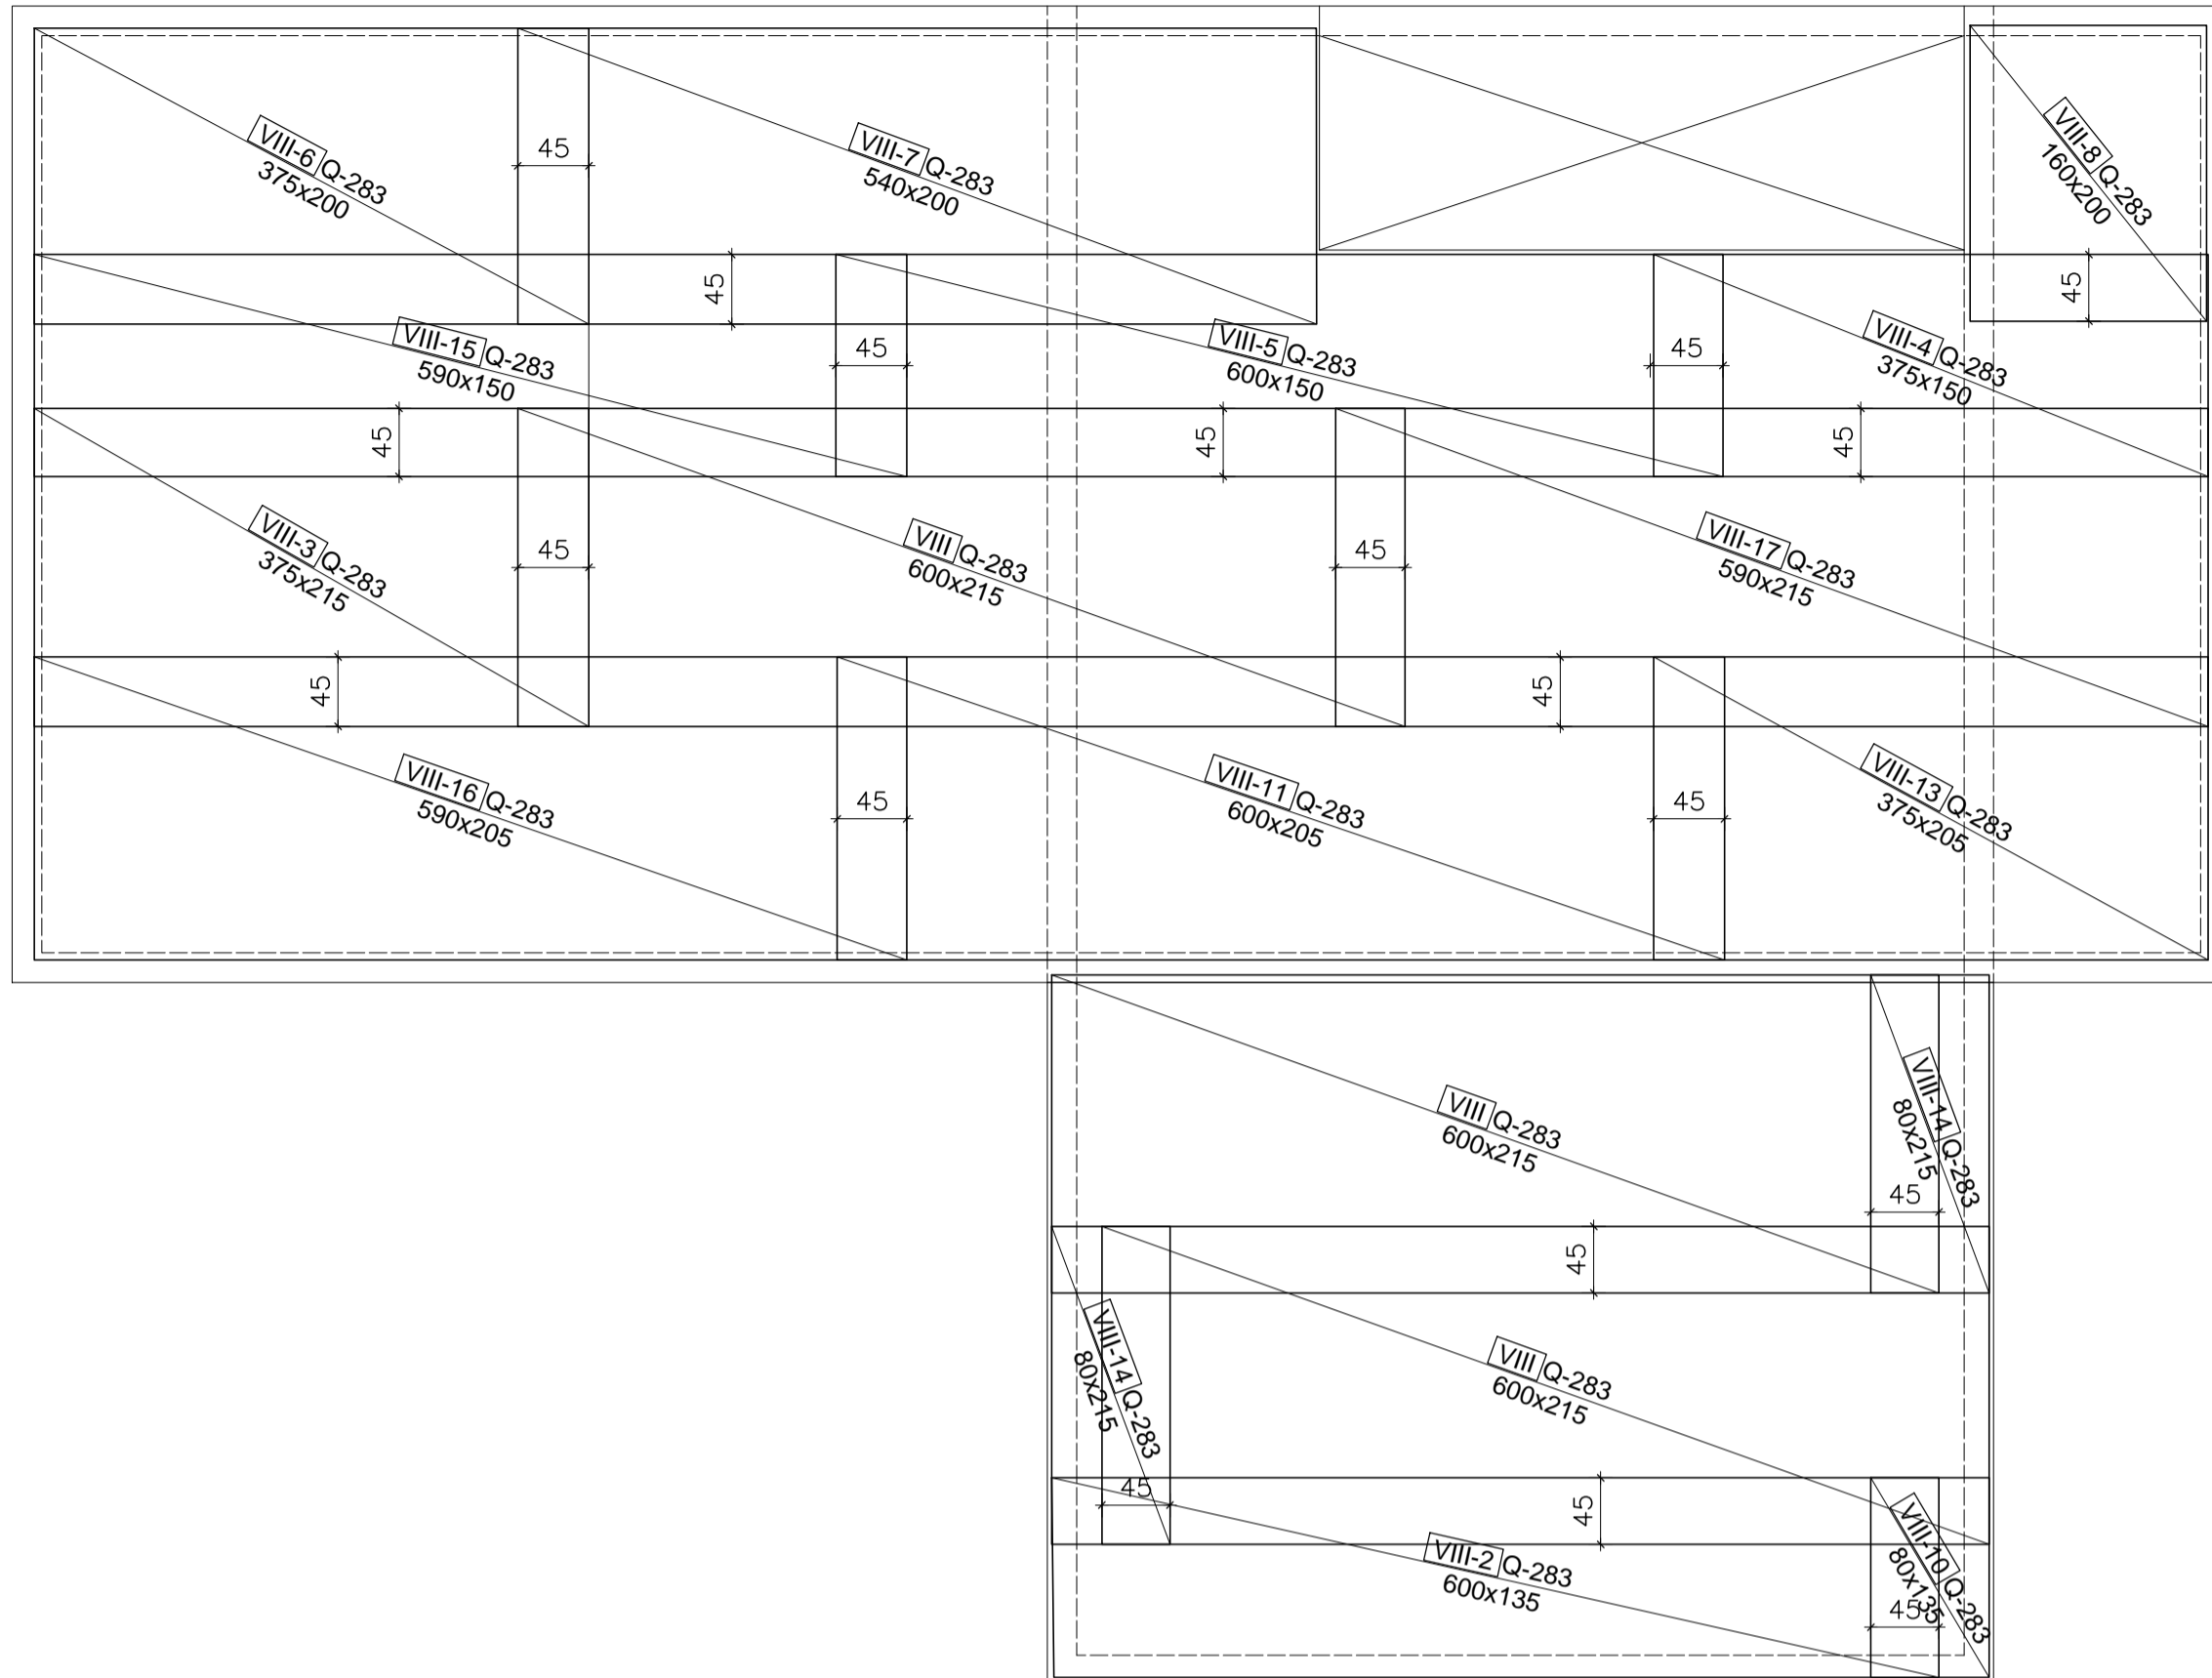 VIII-6 Q-283
375x200
45
VIII-7 Q-283
540x200
VIII-8 Q-283
160x200
45
45
VIII-15 Q-283
590x150
45
VIII-5 Q-283
600x150
45
VIII-4 Q-283
375x150
45
45
45
VIII-3 Q-283
375x215
45
VIII Q-283
600x215
45
VIII-17 Q-283
590x215
45
45
VIII-16 Q-283
590x205
45
VIII-11 Q-283
600x205
45
VIII-13 Q-283
375x205
VIII Q-283
600x215
VIII-14 Q-283
80x215
45
45
VIII-14 Q-283
80x215
45
VIII Q-283
600x215
45
VIII-2 Q-283
600x135
VIII-10 Q-283
80x135
45